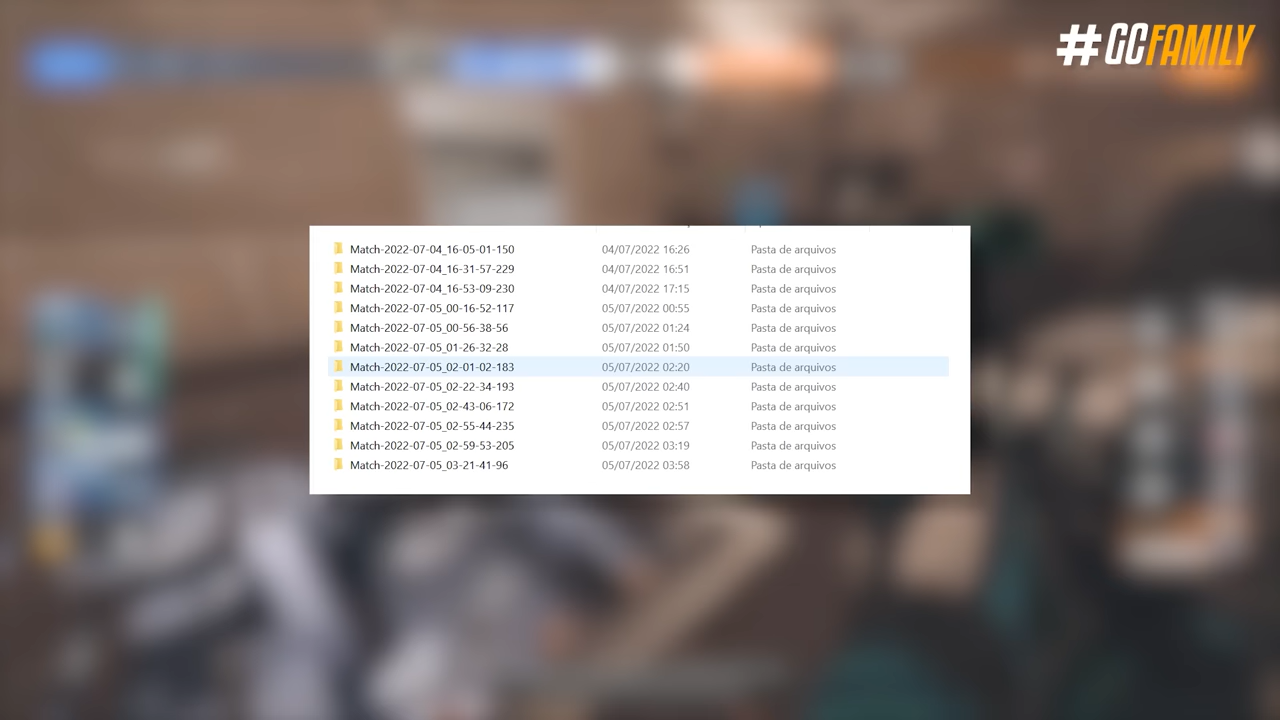 #GCFAMILY
Match-2022-07-04_16-05-01-150 04/07/2022 16:26 Pasta de arquivos
Match-2022-07-04_16-31-57-229 04/07/2022 16:51 Pasta de arquivos
Match-2022-07-04_16-53-09-230 04/07/2022 17:15 Pasta de arquivos
Match-2022-07-05_00-16-52-117 05/07/2022 00:55 Pasta de arquivos
Match-2022-07-05_00-56-38-56 05/07/2022 01:24 Pasta de arquivos
Match-2022-07-05_01-26-32-28 05/07/2022 01:50 Pasta de arquivos
Match-2022-07-05_02-01-02-183 05/07/2022 02:20 Pasta de arquivos
Match-2022-07-05_02-22-34-193 05/07/2022 02:40 Pasta de arquivos
Match-2022-07-05_02-43-06-172 05/07/2022 02:51 Pasta de arquivos
Match-2022-07-05_02-55-44-235 05/07/2022 02:57 Pasta de arquivos
Match-2022-07-05_02-59-53-205 05/07/2022 03:19 Pasta de arquivos
Match-2022-07-05_03-21-41-96 05/07/2022 03:58 Pasta de arquivos